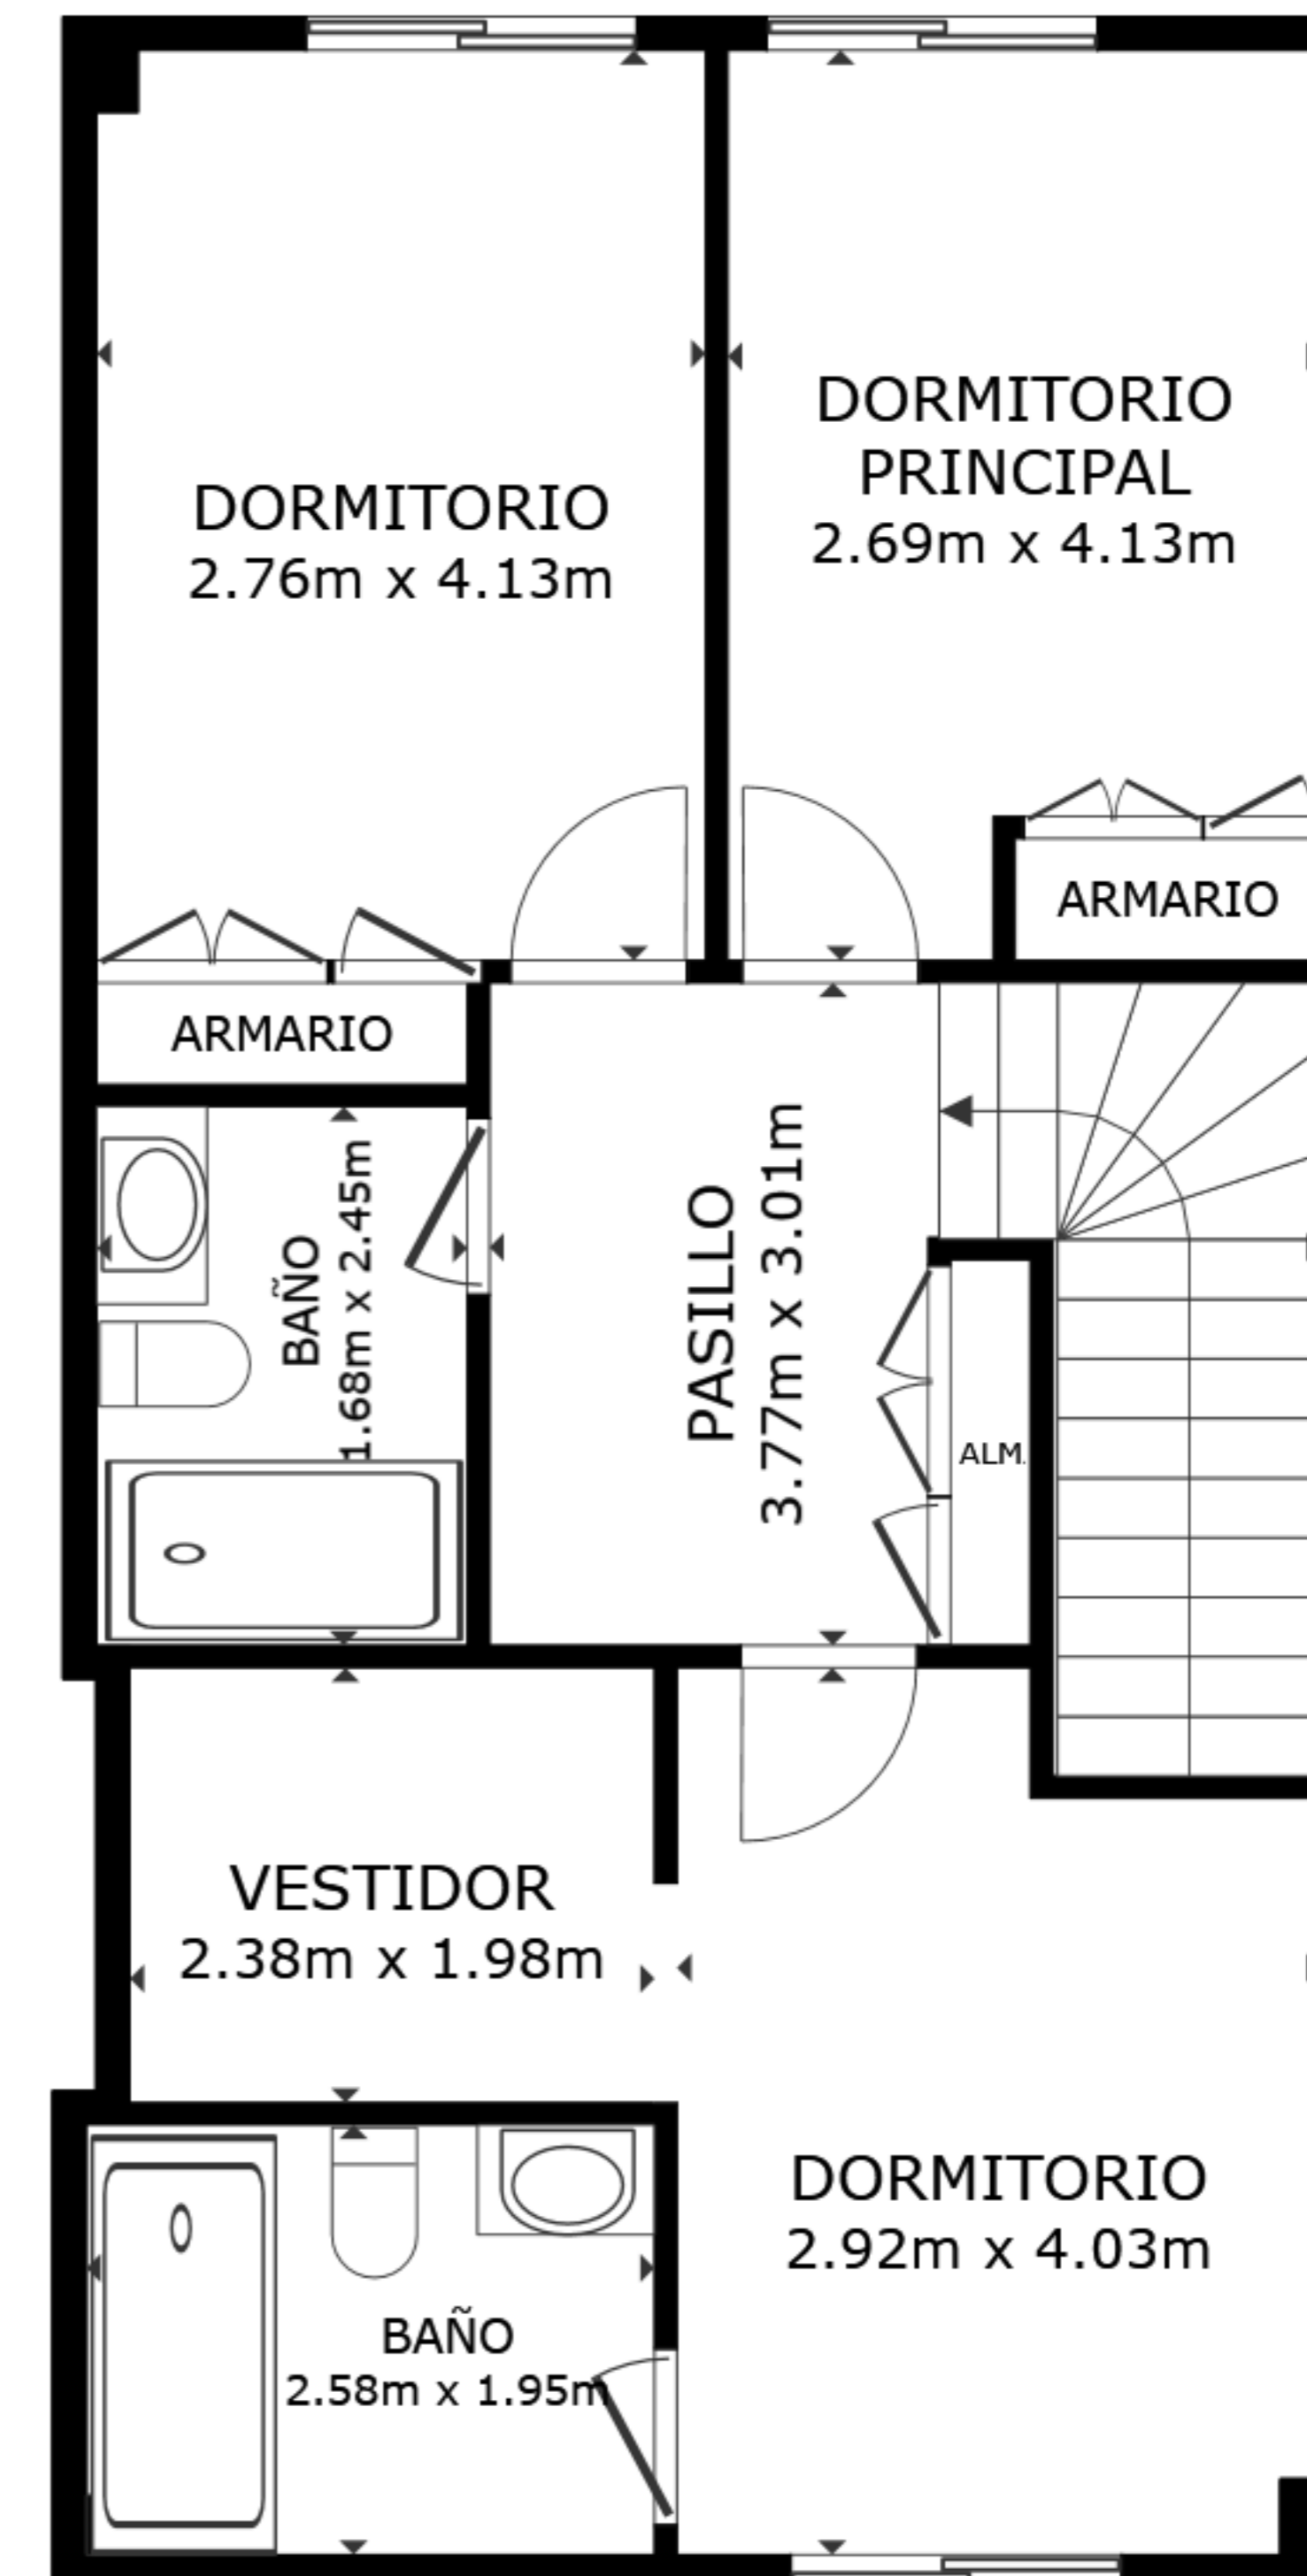 DORMITORIO
2.76m x 4.13m
DORMITORIO
PRINCIPAL
2.69m x 4.13m
ARMARIO
ARMARIO
BAÑO
1.68m x 2.45m
PASILLO
3.77m x 3.01m
ALM.
VESTIDOR
2.38m x 1.98m
DORMITORIO
2.92m x 4.03m
BAÑO
2.58m x 1.95m